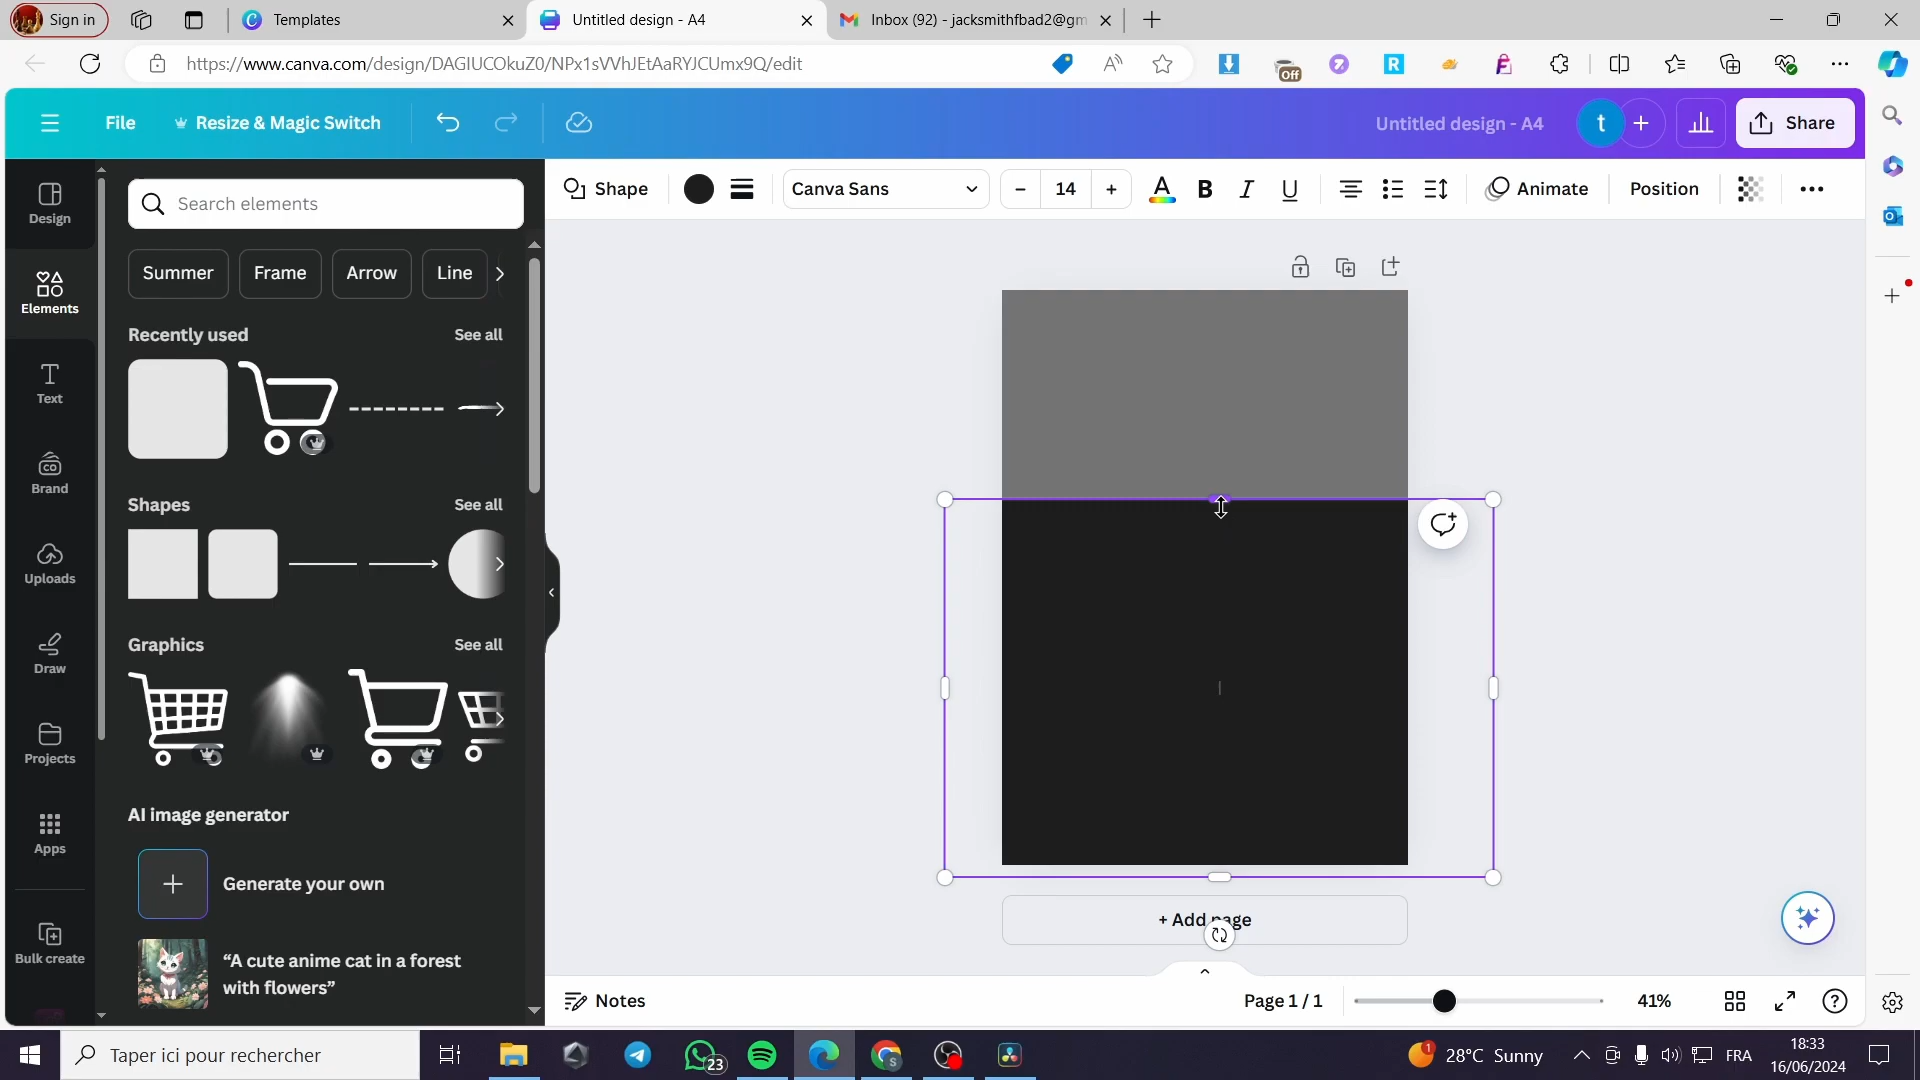 Sign in
Templates
Untitled design - A4
Inbox (92) - jacksmithfbad2@gm
https://www.canva.com/design/DAGIUCOkuZ0/NPx1sVVhJEtAaRYJCUmx9Q/edit
Off
File
Resize & Magic Switch
Untitled design - A4
t
Share
Design
Elements
Text
Brand
Uploads
Draw
Projects
Apps
Bulk create
Search elements
Summer
Frame
Arrow
Line
Recently used
See all
Shapes
See all
Graphics
See all
AI image generator
Generate your own
“A cute anime cat in a forest
with flowers”
Shape
Canva Sans
14
A
B
I
U
Animate
Position
+ Add page
Notes
Page 1 / 1
41%
Taper ici pour rechercher
23
1
28°C Sunny
FRA
18:33
16/06/2024